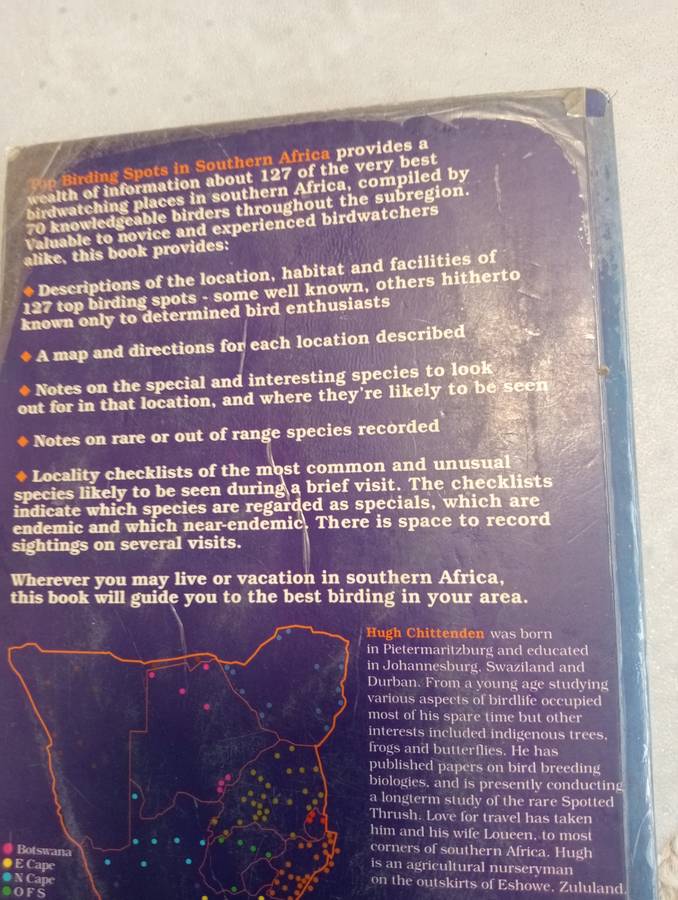 Top Birding Spots in Southern Africa provides a
wealth of information about 127 of the very best
birdwatching places in southern Africa, compiled by
70 knowledgeable birders throughout the subregion.
Valuable to novice and experienced birdwatchers
alike, this book provides:
◆ Descriptions of the location, habitat and facilities of
127 top birding spots - some well known, others hitherto
known only to determined bird enthusiasts
◆ A map and directions for each location described
◆ Notes on the special and interesting species to look
out for in that location, and where they're likely to be seen
◆ Notes on rare or out of range species recorded
◆ Locality checklists of the most common and unusual
species likely to be seen during a brief visit. The checklists
indicate which species are regarded as specials, which are
endemic and which near-endemic. There is space to record
sightings on several visits.
Wherever you may live or vacation in southern Africa,
this book will guide you to the best birding in your area.
Hugh Chittenden was born
in Pietermaritzburg and educated
in Johannesburg, Swaziland and
Durban. From a young age studying
various aspects of birdlife occupied
most of his spare time but other
interests included indigenous trees,
frogs and butterflies. He has
published papers on bird breeding
biologies, and is presently conducting
a longterm study of the rare Spotted
Thrush. Love for travel has taken
him and his wife Loueen, to most
corners of southern Africa. Hugh
is an agricultural nurseryman
on the outskirts of Eshowe, Zululand.
Botswana
E Cape
N Cape
O F S